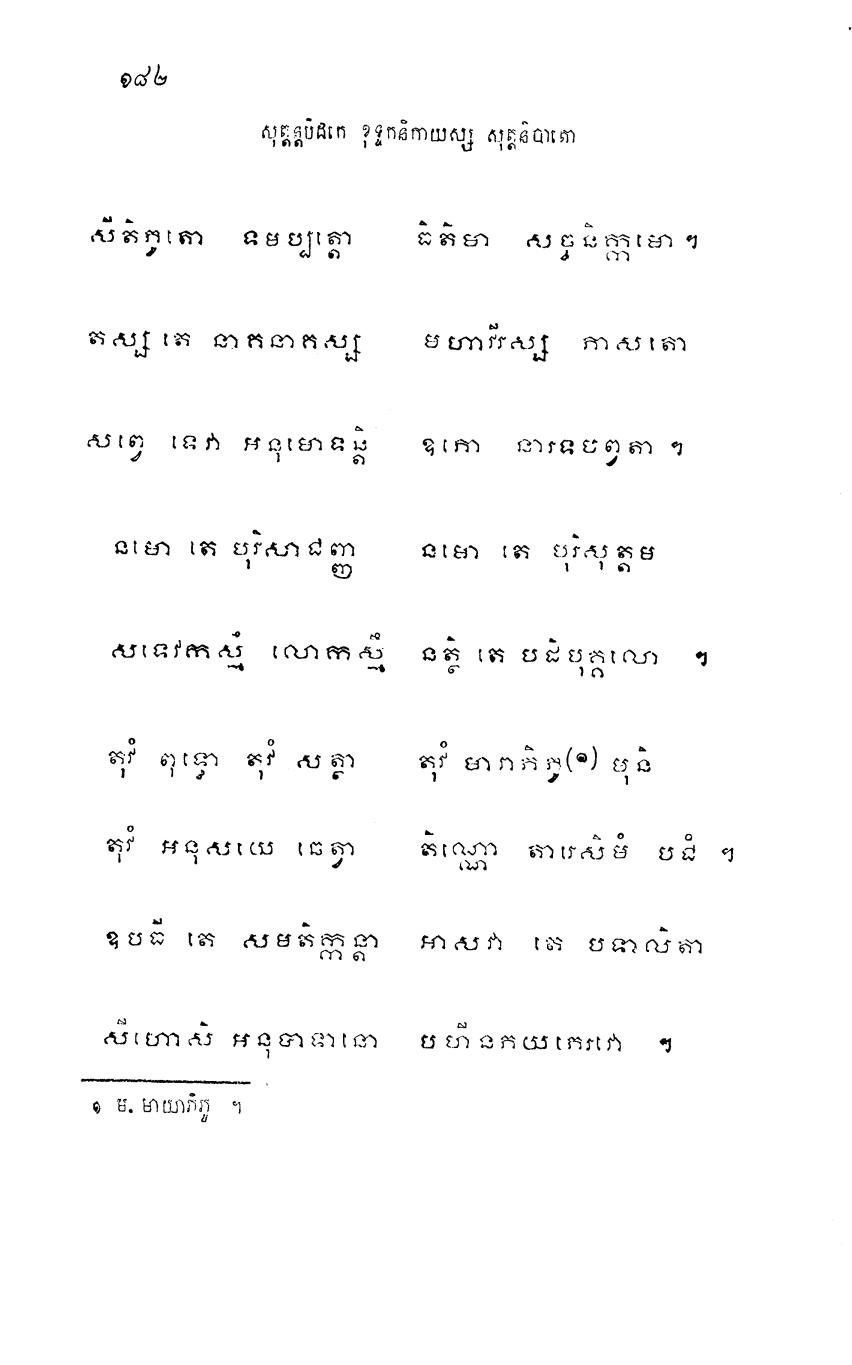 ១៨២
សុត្តន្តបិដកេ ខុទ្ទកនិកាយស្ស សុត្តនិបាតោ
សីតិភូតោ ទមប្បត្តោ ធិតិមា សច្ចនិក្កមោ ។
តស្ស តេ នាគនាគស្ស មហាវីរស្ស ភាសតោ
សព្វេ ទេវា អនុមោទន្តិ ឧភោ នារទបព្វតា ។
នមោ តេ បុរិសាជញ្ញ នមោ តេ បុរិសុត្តម
សទេវកស្មឹំ លោកស្មឹំ នត្ថិ តេ បដិបុគ្គលោ ។
តុវំ ពុទ្ធោ តុវំ សត្ថា តុវំ មារាភិភូ(១) មុនិ
តុវំ អនុសយេ ឆេត្វា តិណ្ណោ តារេសិមំ បជំ ។
ឧបធី តេ សមតិក្កន្តា អាសវា តេ បទាលិតា
សីហោសិ អនុបាទានោ បហីនភយភេរវោ ។
១ ម. មាយាភិភូ ។